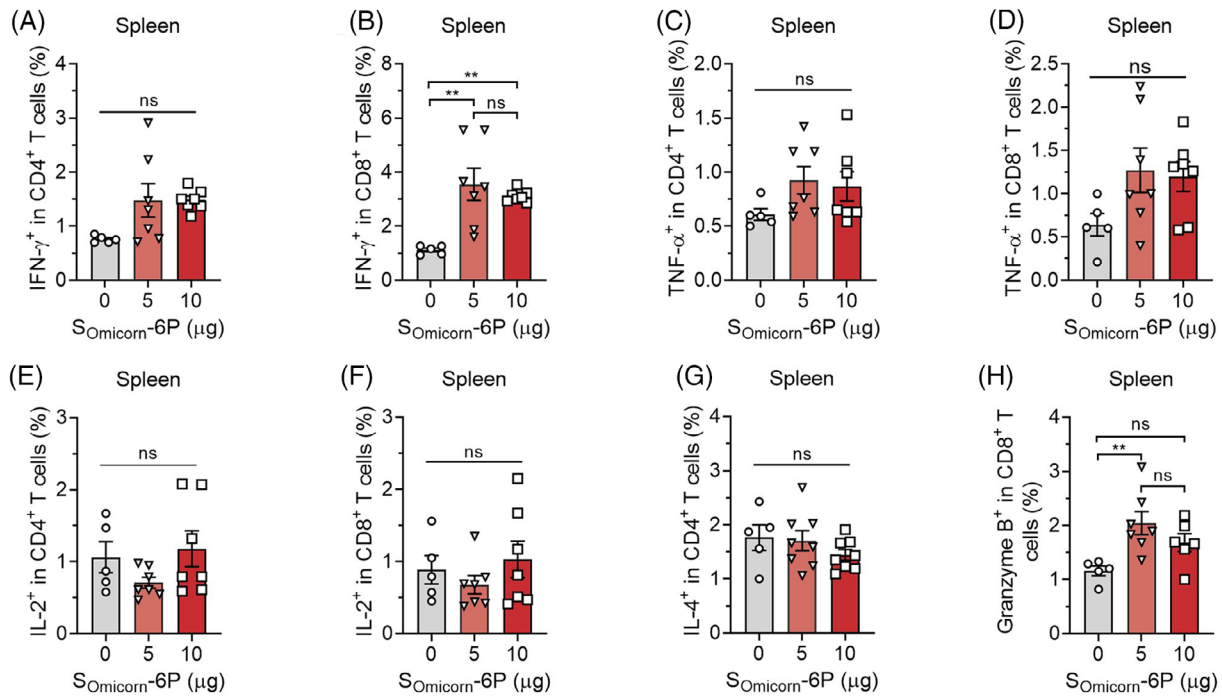 (A) Spleen
IFN-γ+ in CD4+ T cells (%)
4
3
2
1
0
ns
0 5 10
SOmicorn-6P (μg)
(B) Spleen
IFN-γ+ in CD8+ T cells (%)
8
6
4
2
0
**
**
ns
0 5 10
SOmicorn-6P (μg)
(C) Spleen
TNF-α+ in CD4+ T cells (%)
2.0
1.5
1.0
0.5
0.0
ns
0 5 10
SOmicorn-6P (μg)
(D) Spleen
TNF-α+ in CD8+ T cells (%)
2.5
2.0
1.5
1.0
0.5
0.0
ns
0 5 10
SOmicorn-6P (μg)
(E) Spleen
IL-2+ in CD4+ T cells (%)
3
2
1
0
ns
0 5 10
SOmicorn-6P (μg)
(F) Spleen
IL-2+ in CD8+ T cells (%)
3
2
1
0
ns
0 5 10
SOmicorn-6P (μg)
(G) Spleen
IL-4+ in CD4+ T cells (%)
4
3
2
1
0
ns
0 5 10
SOmicorn-6P (μg)
(H) Spleen
Granzyme B+ in CD8+ T
cells (%)
4
3
2
1
0
ns
**
ns
0 5 10
SOmicorn-6P (μg)